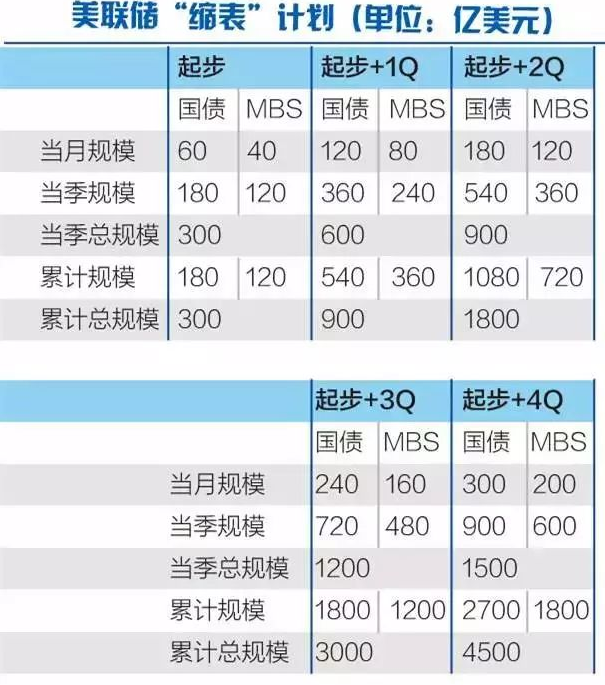 美联储“缩表”计划（单位：亿美元）
起步 起步+1Q 起步+2Q
国债 MBS 国债 MBS 国债 MBS
当月规模 60 40 120 80 180 120
当季规模 180 120 360 240 540 360
当季总规模 300 600 900
累计规模 180 120 540 360 1080 720
累计总规模 300 900 1800
起步+3Q 起步+4Q
国债 MBS 国债 MBS
当月规模 240 160 300 200
当季规模 720 480 900 600
当季总规模 1200 1500
累计规模 1800 1200 2700 1800
累计总规模 3000 4500